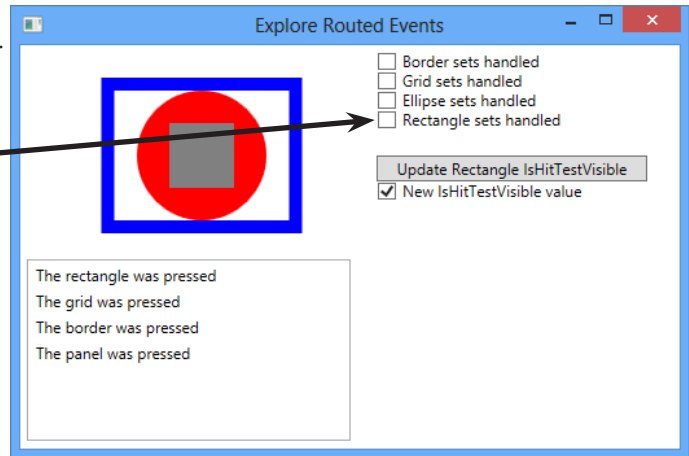 Explore Routed Events
Border sets handled
Grid sets handled
Ellipse sets handled
Rectangle sets handled
Update Rectangle IsHitTestVisible
New IsHitTestVisible value
The rectangle was pressed
The grid was pressed
The border was pressed
The panel was pressed